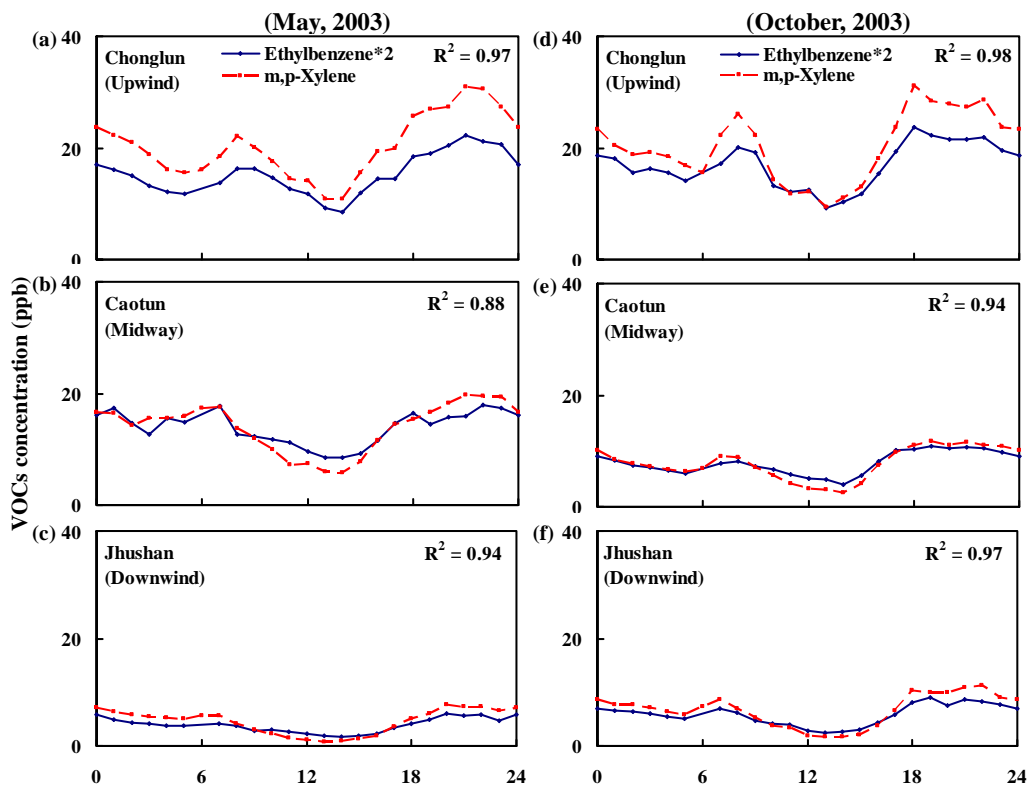 (May, 2003)
(October, 2003)
VOCs concentration (ppb)
(a)
40
20
0
Chonglun
(Upwind)
Ethylbenzene*2
m,p-Xylene
R² = 0.97
(d)
40
20
0
Chonglun
(Upwind)
Ethylbenzene*2
m,p-Xylene
R² = 0.98
(b)
40
20
0
Caotun
(Midway)
R² = 0.88
(e)
40
20
0
Caotun
(Midway)
R² = 0.94
(c)
40
20
0
Jhushan
(Downwind)
R² = 0.94
(f)
40
20
0
Jhushan
(Downwind)
R² = 0.97
0 6 12 18 24
0 6 12 18 24